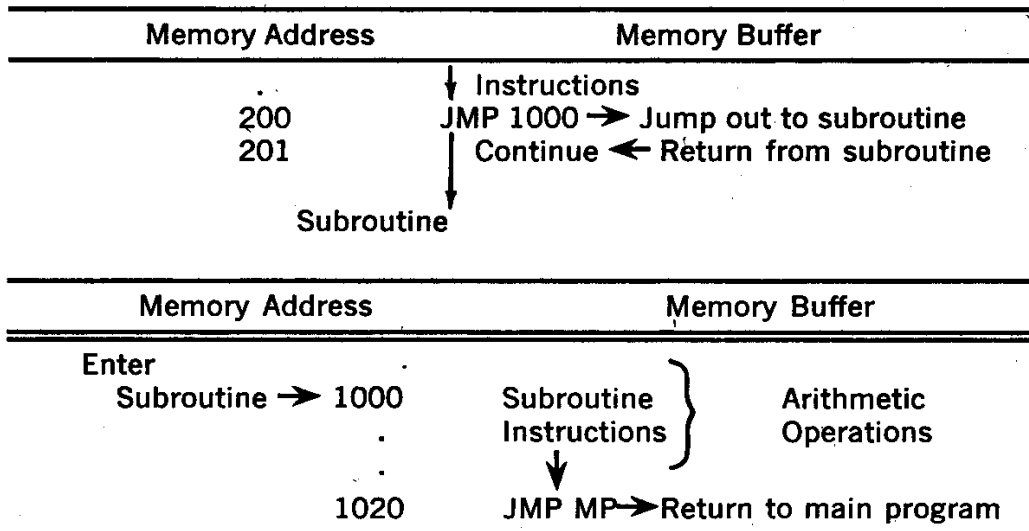 Memory Address Memory Buffer
. Instructions
200 JMP 1000 → Jump out to subroutine
201 Continue ← Return from subroutine
Subroutine
Memory Address Memory Buffer
Enter .
Subroutine → 1000 Subroutine Arithmetic
. Instructions Operations
.
1020 JMP MP → Return to main program